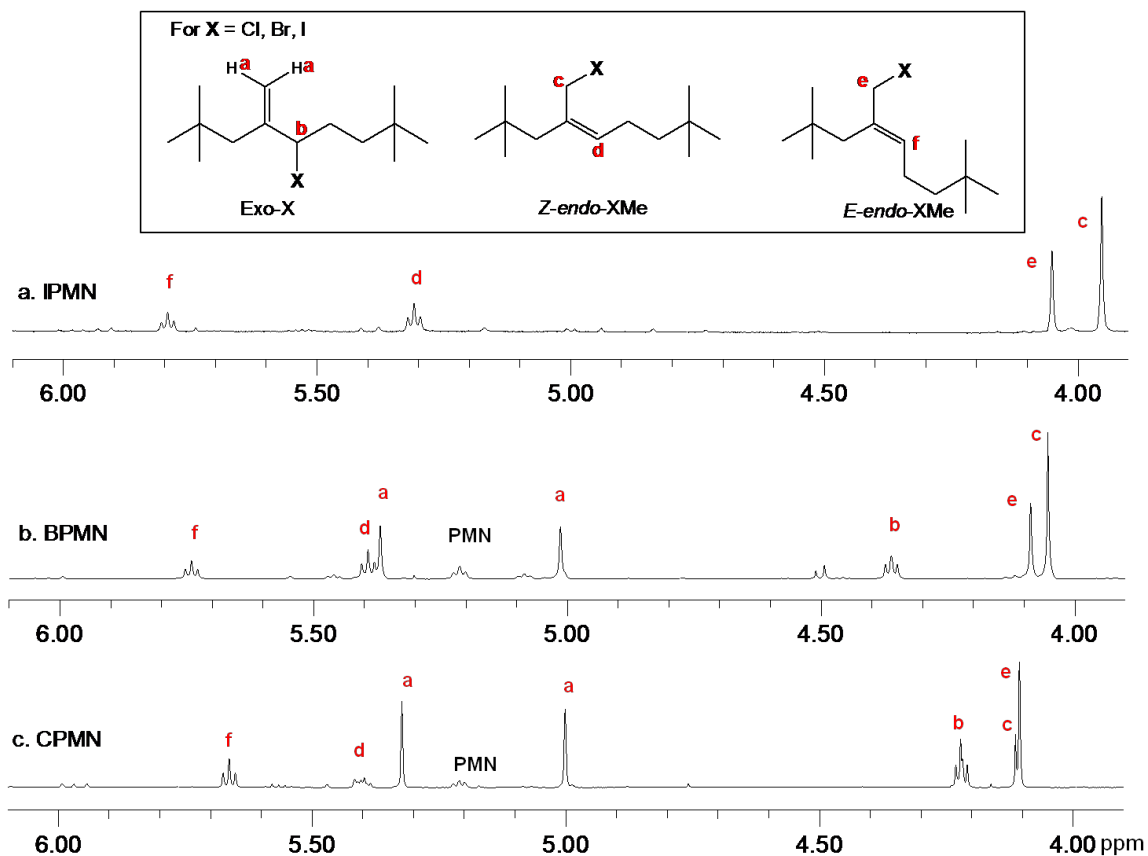 For X = Cl, Br, I
Ha Ha
b
X
Exo-X
c X
d
Z-endo-XMe
e X
f
E-endo-XMe
a. IPMN
f d e c
6.00 5.50 5.00 4.50 4.00
b. BPMN
f d a PMN a b e c
6.00 5.50 5.00 4.50 4.00
c. CPMN
f d a PMN a b e c
6.00 5.50 5.00 4.50 4.00 ppm